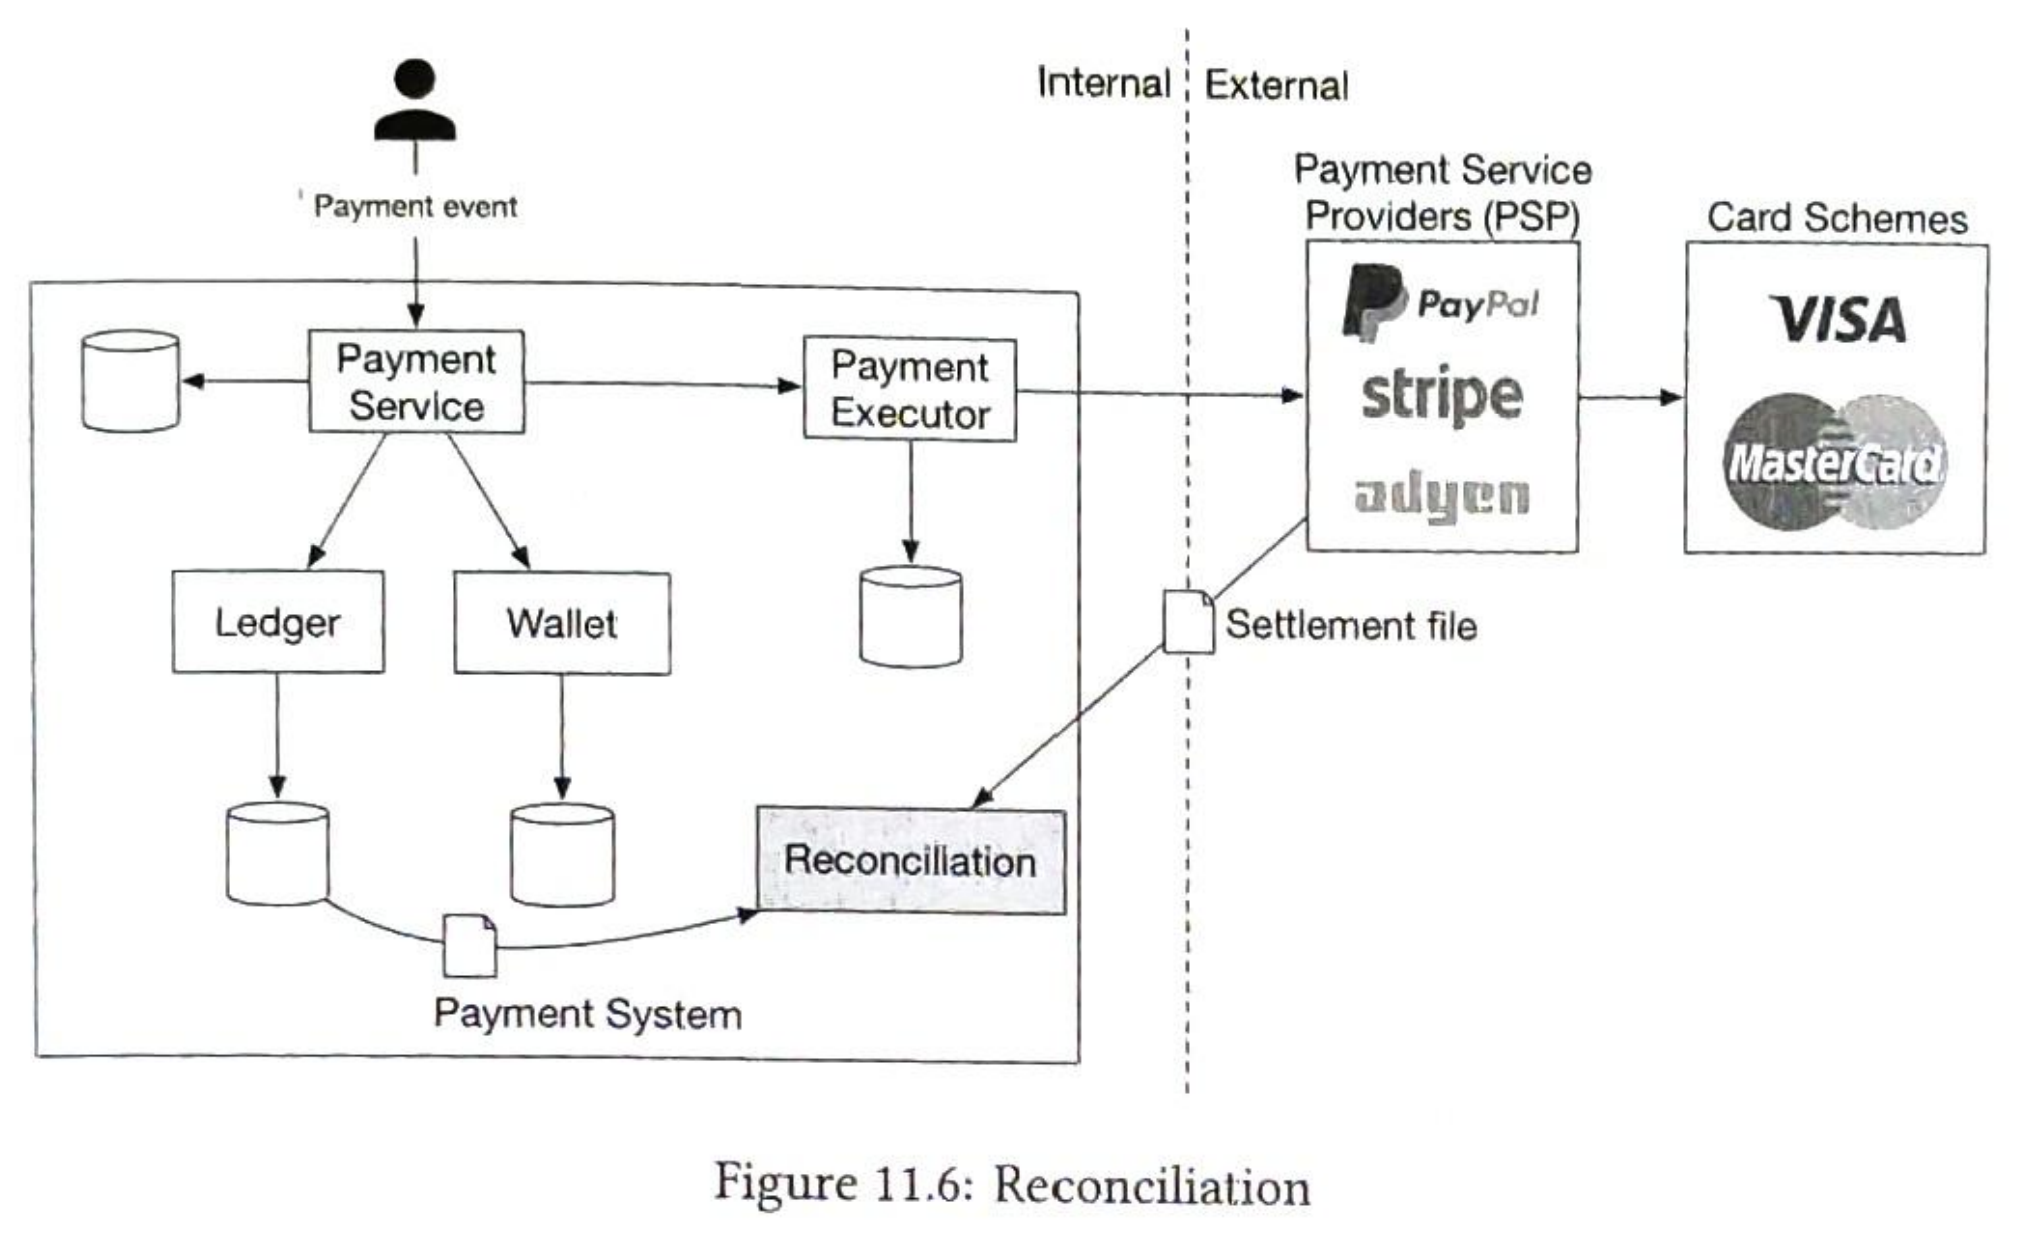 Internal
External
Payment event
Payment Service
Providers (PSP)
Card Schemes
PayPal
stripe
adyen
VISA
MasterCard
Payment
Service
Payment
Executor
Ledger
Wallet
Settlement file
Reconciliation
Payment System
Figure 11.6: Reconciliation